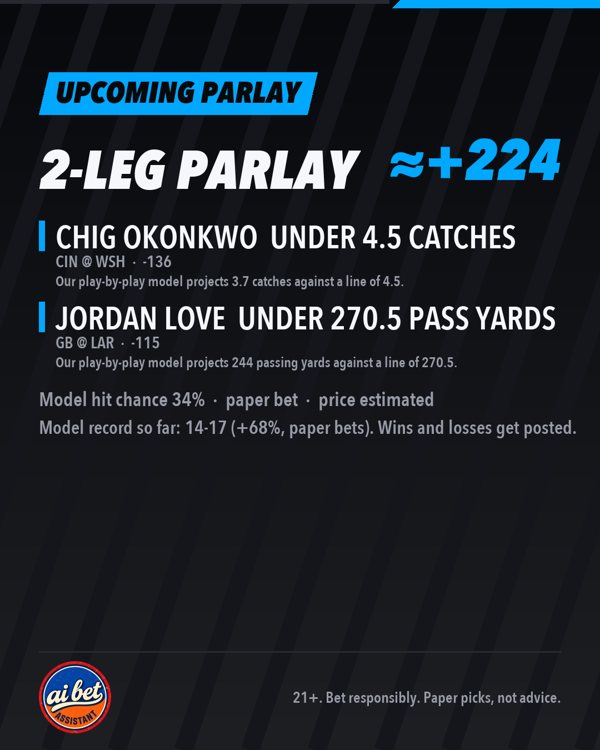 UPCOMING PARLAY
2-LEG PARLAY ≈+224
CHIG OKONKWO UNDER 4.5 CATCHES
CIN @ WSH · -136
Our play-by-play model projects 3.7 catches against a line of 4.5.
JORDAN LOVE UNDER 270.5 PASS YARDS
GB @ LAR · -115
Our play-by-play model projects 244 passing yards against a line of 270.5.
Model hit chance 34% · paper bet · price estimated
Model record so far: 14-17 (+68%, paper bets). Wins and losses get posted.
ai bet
ASSISTANT
21+. Bet responsibly. Paper picks, not advice.